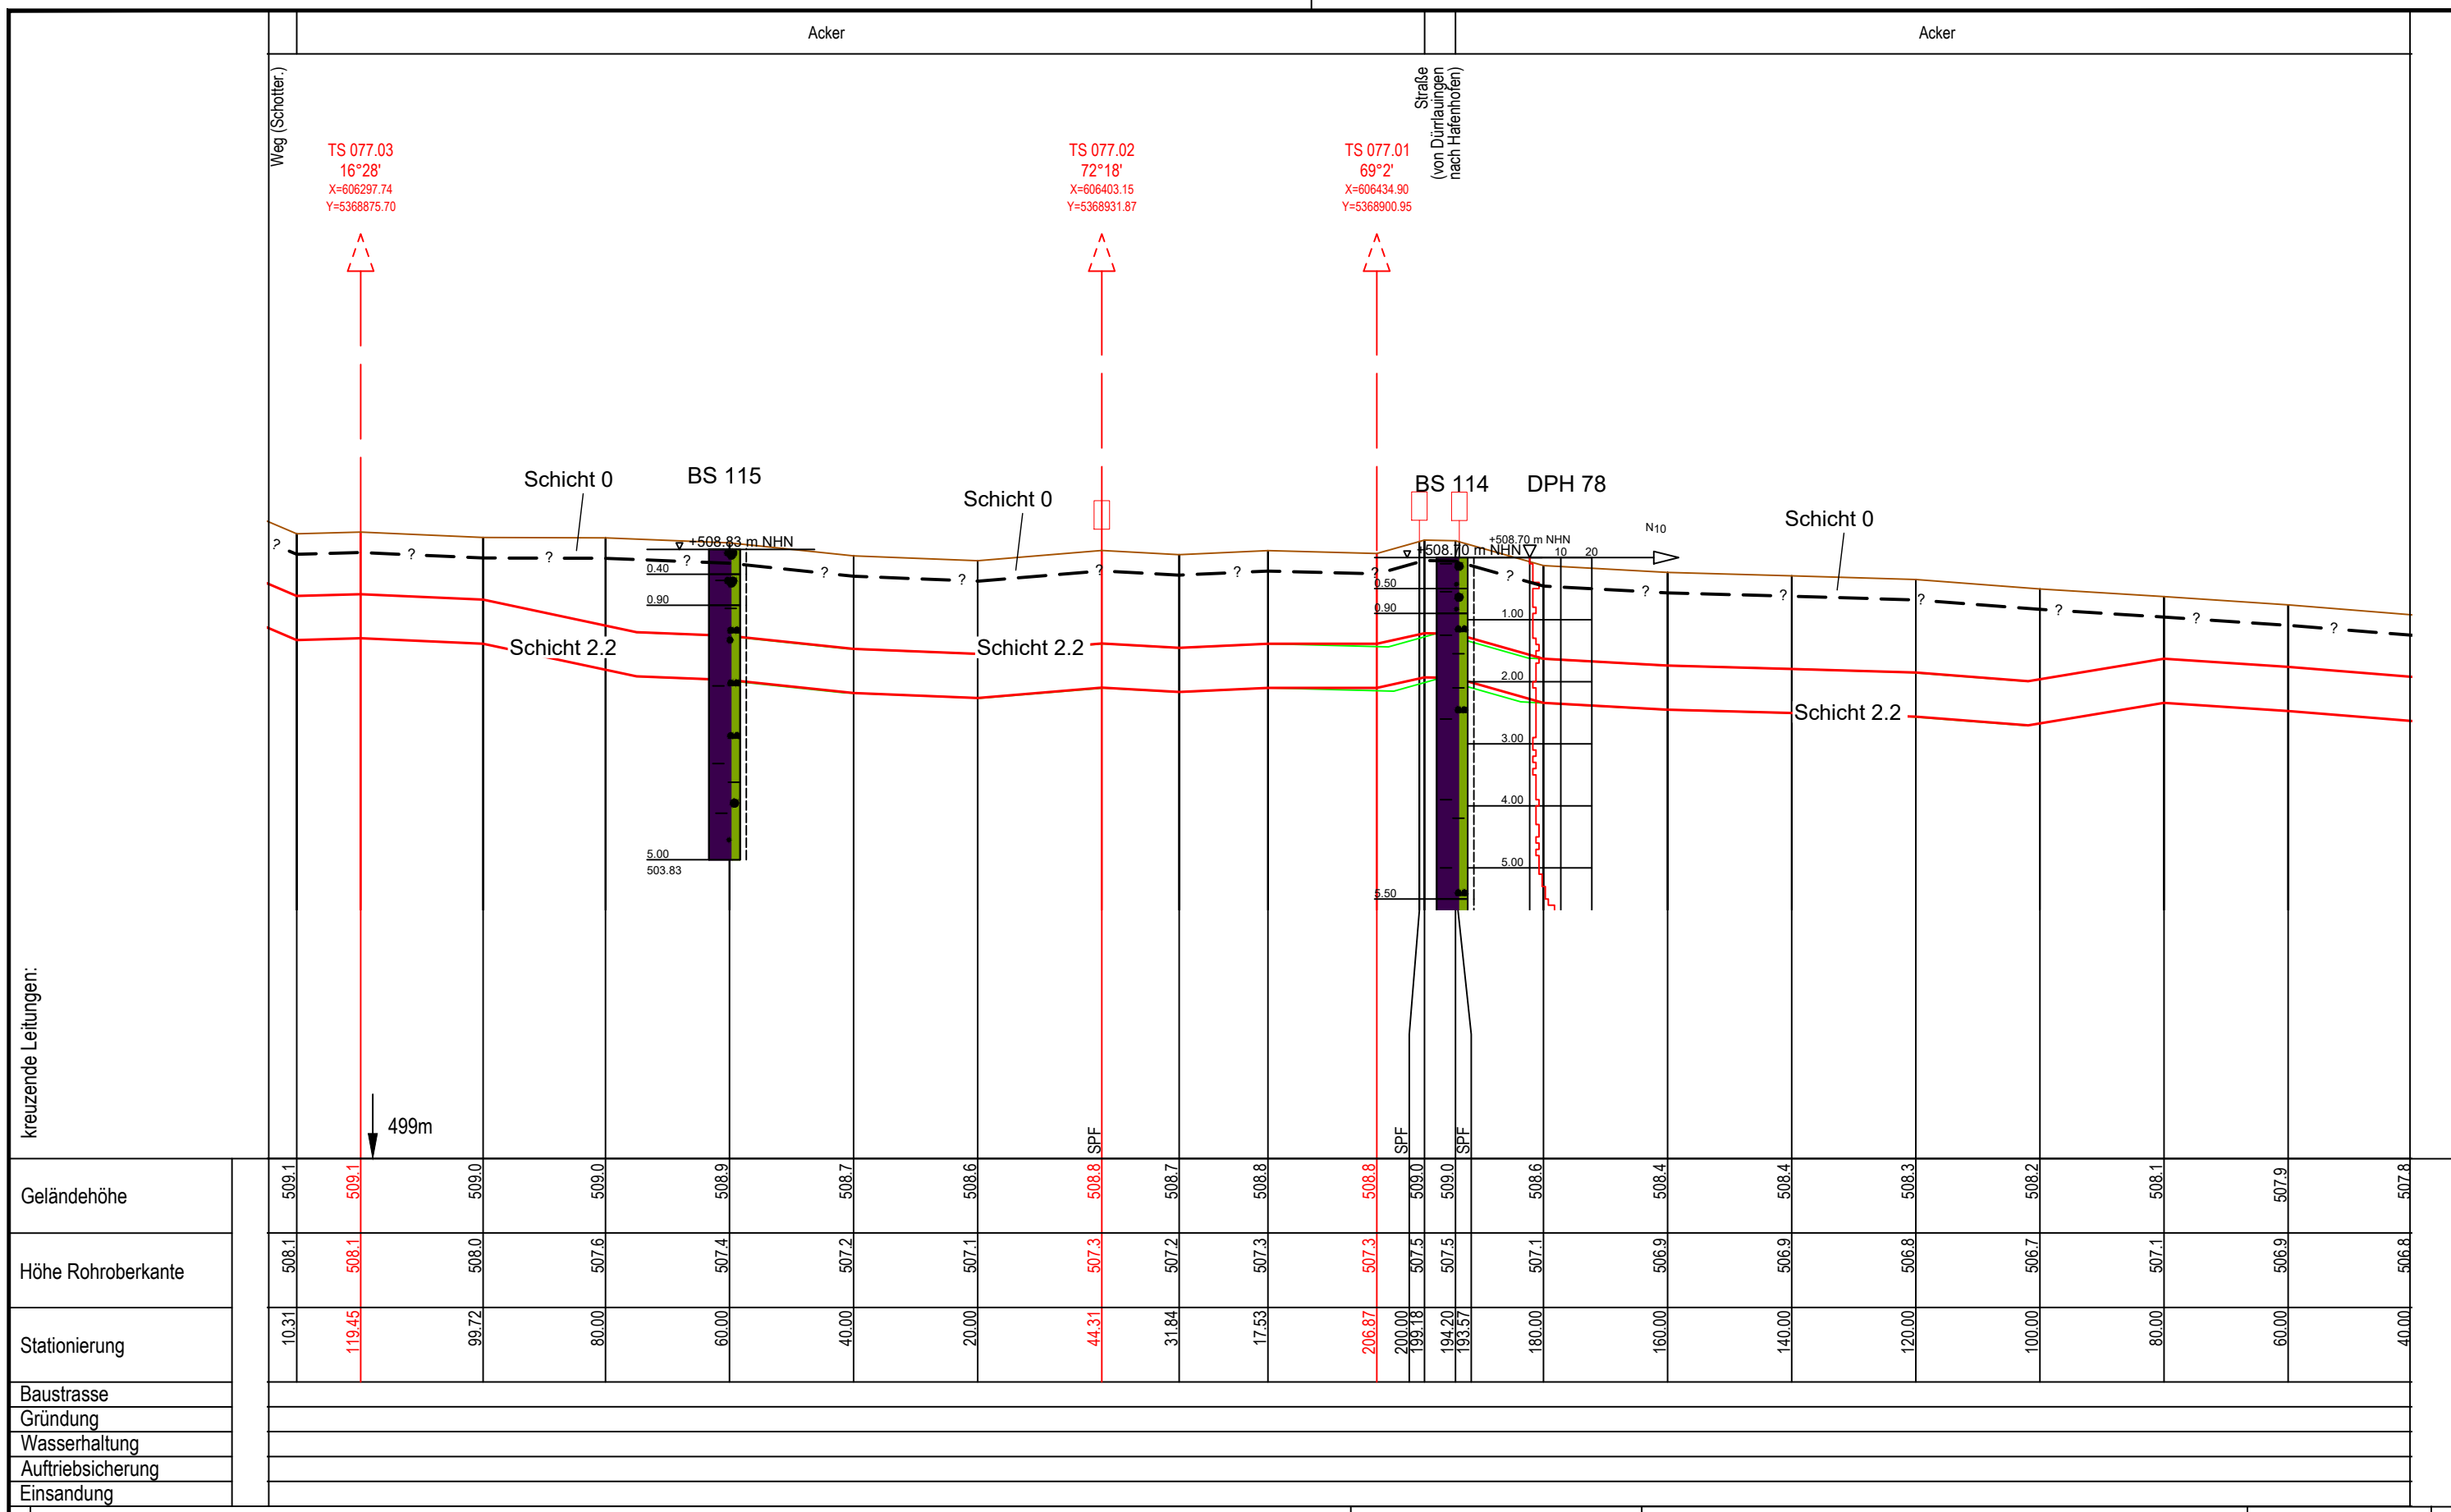 Acker
Acker
Weg (Schotter.)
Straße
(von Dürrlauingen
nach Hafenhofen)
TS 077.03
16°28'
X=606297.74
Y=5368875.70
TS 077.02
72°18'
X=606403.15
Y=5368931.87
TS 077.01
69°2'
X=606434.90
Y=5368900.95
Schicht 0
BS 115
Schicht 0
BS 114
DPH 78
Schicht 0
N10
+508.83 m NHN
+508.70 m NHN
+508.70 m NHN
10
20
? ? ? ? ? ? ? ? ? ? ? ? ? ? ? ?
0.40
0.90
5.00
503.83
0.50
0.90
5.50
1.00
2.00
3.00
4.00
5.00
Schicht 2.2
Schicht 2.2
Schicht 2.2
kreuzende Leitungen:
499m
SPF
SPF
SPF
Geländehöhe 509.1 509.1 509.0 509.0 508.9 508.7 508.6 508.8 508.7 508.8 508.8 509.0 509.0 508.6 508.4 508.4 508.3 508.2 508.1 507.9 507.8
Höhe Rohroberkante 508.1 508.1 508.0 507.6 507.4 507.2 507.1 507.3 507.2 507.3 507.3 507.5 507.5 507.1 506.9 506.9 506.8 506.7 507.1 506.9 506.8
Stationierung 10.31 119.45 99.72 80.00 60.00 40.00 20.00 44.31 31.84 17.53 206.87 200.00 199.18 194.20 193.57 180.00 160.00 140.00 120.00 100.00 80.00 60.00 40.00
Baustrasse
Gründung
Wasserhaltung
Auftriebsicherung
Einsandung